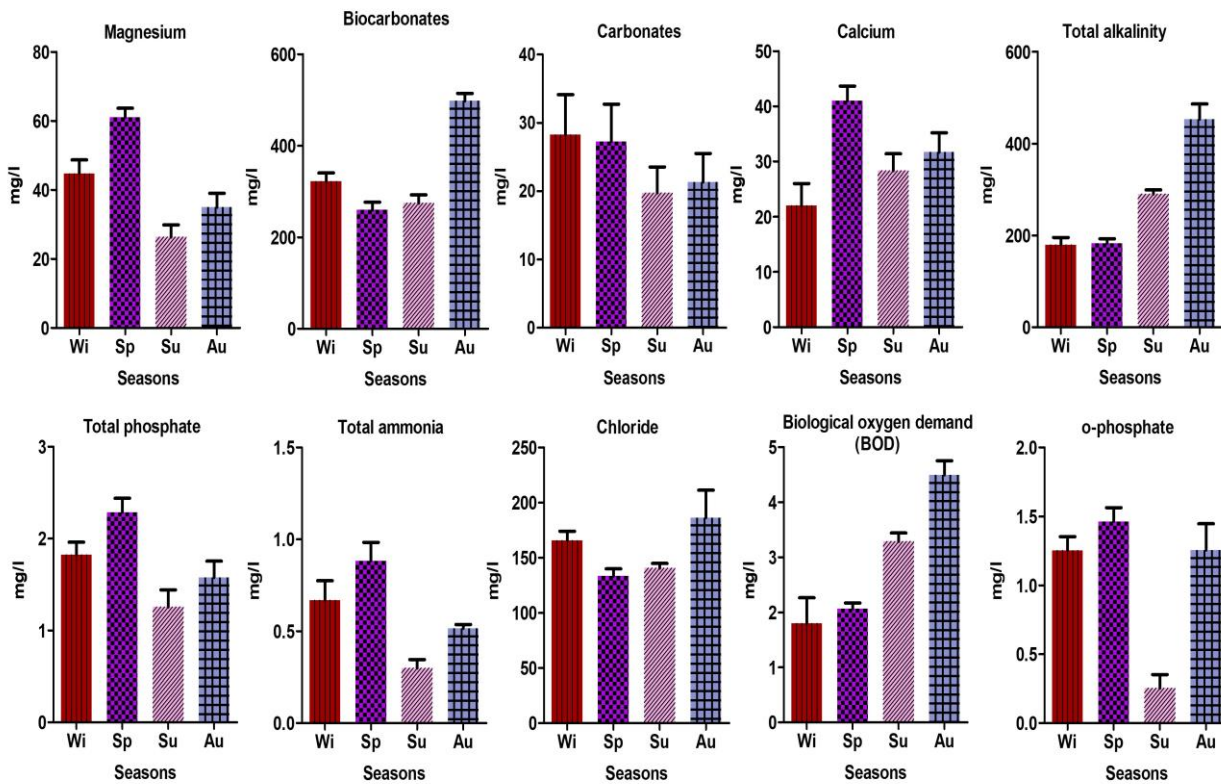 Magnesium
80
60
40
20
0
mg/l
Wi Sp Su Au
Seasons
Biocarbonates
600
400
200
0
mg/l
Wi Sp Su Au
Seasons
Carbonates
40
30
20
10
0
mg/l
Wi Sp Su Au
Seasons
Calcium
50
40
30
20
10
0
mg/l
Wi Sp Su Au
Seasons
Total alkalinity
600
400
200
0
mg/l
Wi Sp Su Au
Seasons
Total phosphate
3
2
1
0
mg/l
Wi Sp Su Au
Seasons
Total ammonia
1.5
1.0
0.5
0.0
mg/l
Wi Sp Su Au
Seasons
Chloride
250
200
150
100
50
0
mg/l
Wi Sp Su Au
Seasons
Biological oxygen demand
(BOD)
5
4
3
2
1
0
mg/l
Wi Sp Su Au
Seasons
o-phosphate
2.0
1.5
1.0
0.5
0.0
mg/l
Wi Sp Su Au
Seasons